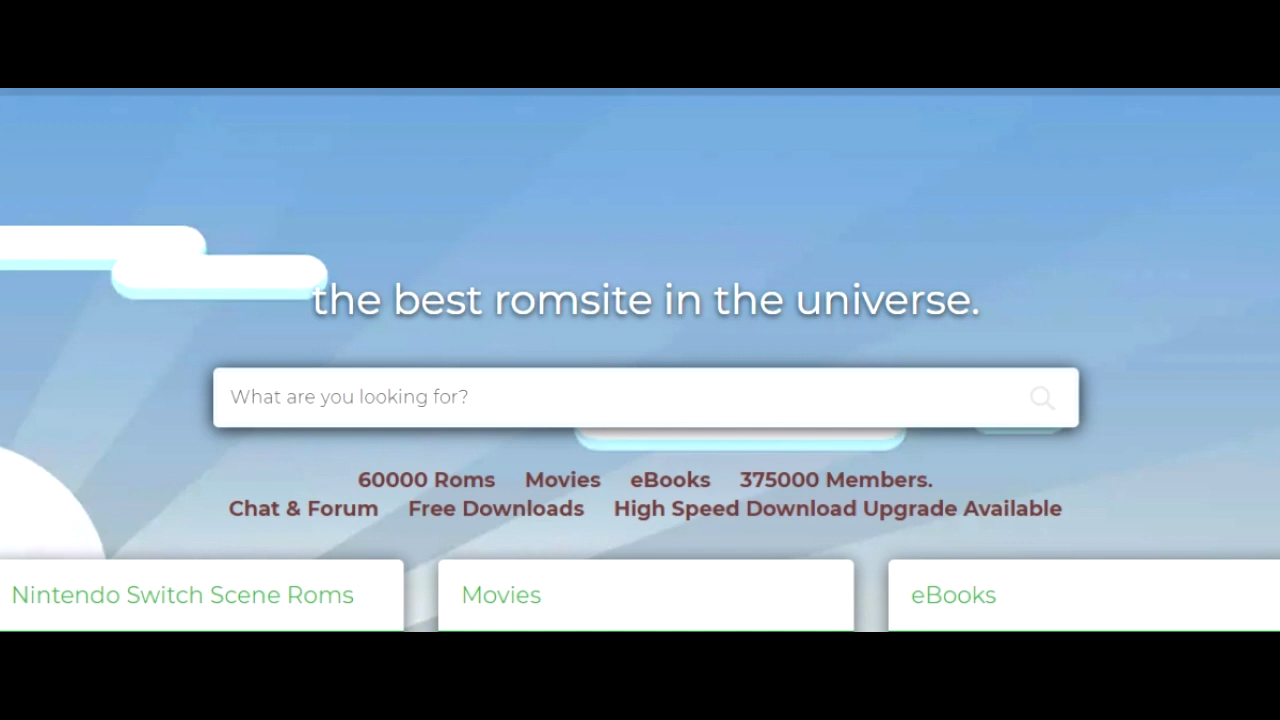 the best romsite in the universe.
What are you looking for?
60000 Roms Movies eBooks 375000 Members.
Chat & Forum Free Downloads High Speed Download Upgrade Available
Nintendo Switch Scene Roms Movies eBooks